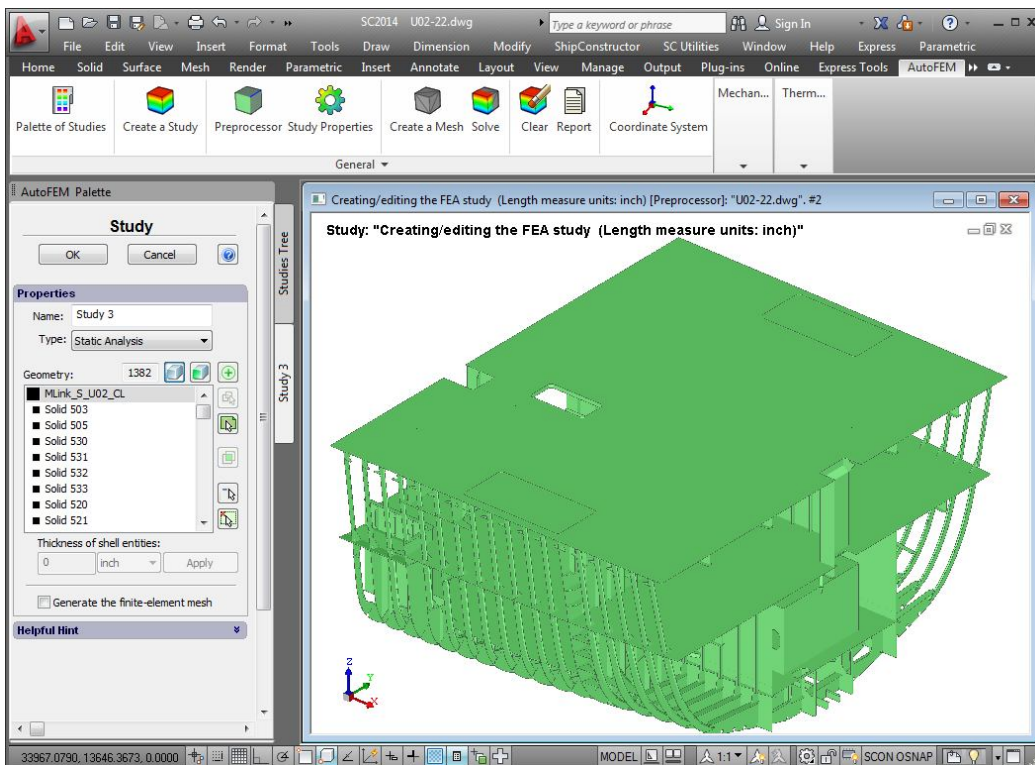 SC2014 U02-22.dwg
Type a keyword or phrase
Sign In
File Edit View Insert Format Tools Draw Dimension Modify ShipConstructor SC Utilities Window Help Express Parametric
Home Solid Surface Mesh Render Parametric Insert Annotate Layout View Manage Output Plug-ins Online Express Tools AutoFEM
Palette of Studies Create a Study Preprocessor Study Properties Create a Mesh Solve Clear Report Coordinate System Mechan... Therm...
General
AutoFEM Palette
Study
OK Cancel
Properties
Name: Study 3
Type: Static Analysis
Geometry: 1382
MLink_S_U02_CL
Solid 503
Solid 505
Solid 530
Solid 531
Solid 532
Solid 533
Solid 520
Solid 521
Thickness of shell entities:
0 inch Apply
Generate the finite-element mesh
Helpful Hint
Studies Tree
Study 3
Creating/editing the FEA study (Length measure units: inch) [Preprocessor]: "U02-22.dwg". #2
Study: "Creating/editing the FEA study (Length measure units: inch)"
Z
Y
X
33967.0790, 13646.3673, 0.0000 MODEL 1:1 SCON OSNAP